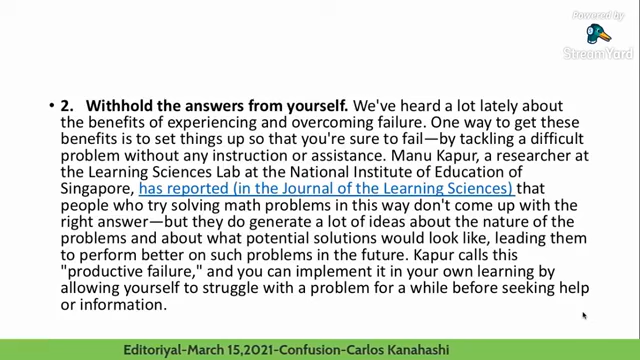 Powered by
StreamYard
• 2. Withhold the answers from yourself. We've heard a lot lately about
the benefits of experiencing and overcoming failure. One way to get these
benefits is to set things up so that you're sure to fail—by tackling a difficult
problem without any instruction or assistance. Manu Kapur, a researcher at
the Learning Sciences Lab at the National Institute of Education of
Singapore, has reported (in the Journal of the Learning Sciences) that
people who try solving math problems in this way don't come up with the
right answer—but they do generate a lot of ideas about the nature of the
problems and about what potential solutions would look like, leading them
to perform better on such problems in the future. Kapur calls this
"productive failure," and you can implement it in your own learning by
allowing yourself to struggle with a problem for a while before seeking help
or information.
Editoriyal-March 15,2021-Confusion-Carlos Kanahashi